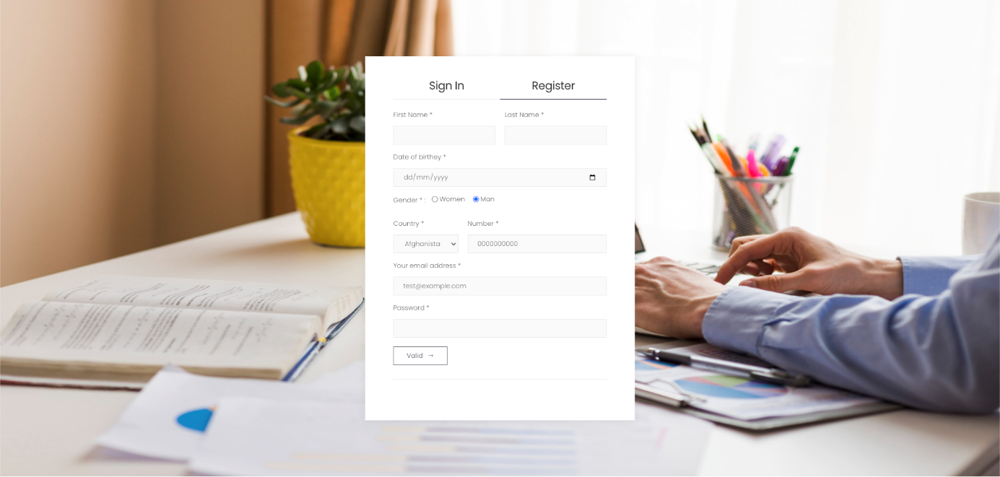 Sign In Register
First Name * Last Name *
Date of birthey *
dd/mm/yyyy
Gender * : Women Man
Country * Number *
Afghanista 0000000000
Your email address *
test@example.com
Password *
Valid →